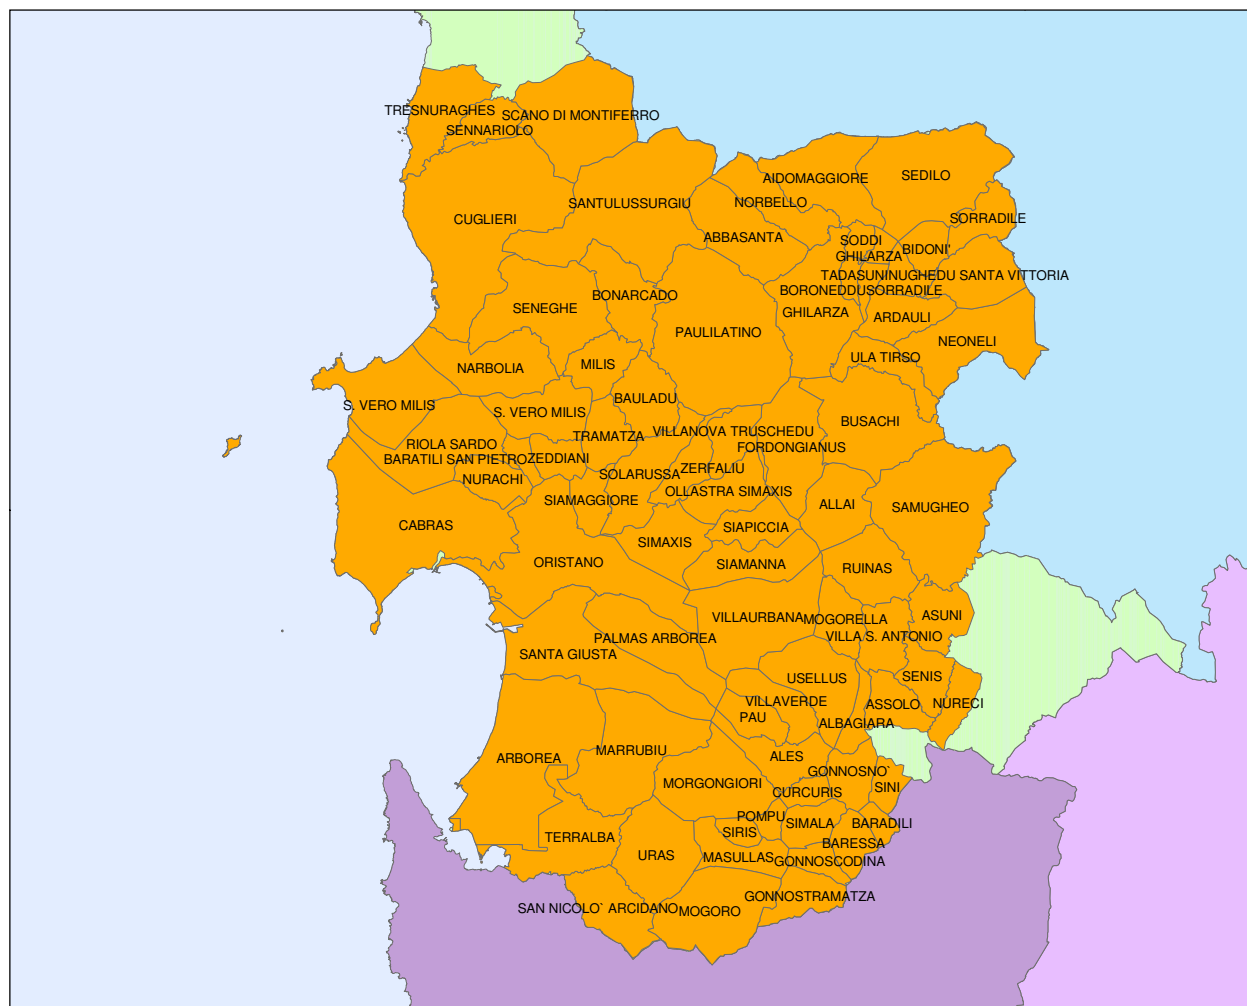 TRESNURAGHES
SCANO DI MONTIFERRO
SENNARIOLO
SEDILO
AIDOMAGGIORE
SANTULUSSURGIU
NORBELLO
CUGLIERI
SORRADILE
ABBASANTA
SODDI
BIDONI'
GHILARZA
TADASUNI
NUGHEDU SANTA VITTORIA
BORONEDDU
SORRADILE
BONARCADO
SENEGHE
GHILARZA
ARDAULI
PAULILATINO
NEONELI
ULA TIRSO
MILIS
NARBOLIA
BAULADU
S. VERO MILIS
S. VERO MILIS
BUSACHI
VILLANOVA TRUSCHEDU
TRAMATZA
RIOLA SARDO
FORDONGIANUS
BARATILI SAN PIETRO
ZEDDIANI
ZERFALIU
SOLARUSSA
NURACHI
OLLASTRA SIMAXIS
SIAMAGGIORE
ALLAI
SAMUGHEO
CABRAS
SIAPICCIA
SIMAXIS
ORISTANO
SIAMANNA
RUINAS
ASUNI
VILLAURBANA
MOGORELLA
PALMAS ARBOREA
VILLA S. ANTONIO
SANTA GIUSTA
USELLUS
SENIS
VILLAVERDE
ASSOLO
NURECI
PAU
ALBAGIARA
MARRUBIU
ARBOREA
ALES
GONNOSNO`
MORGONGIORI
SINI
CURCURIS
POMPU
SIMALA
BARADILI
SIRIS
TERRALBA
BARESSA
URAS
MASULLAS
GONNOSCODINA
GONNOSTRAMATZA
SAN NICOLO` ARCIDANO
MOGORO